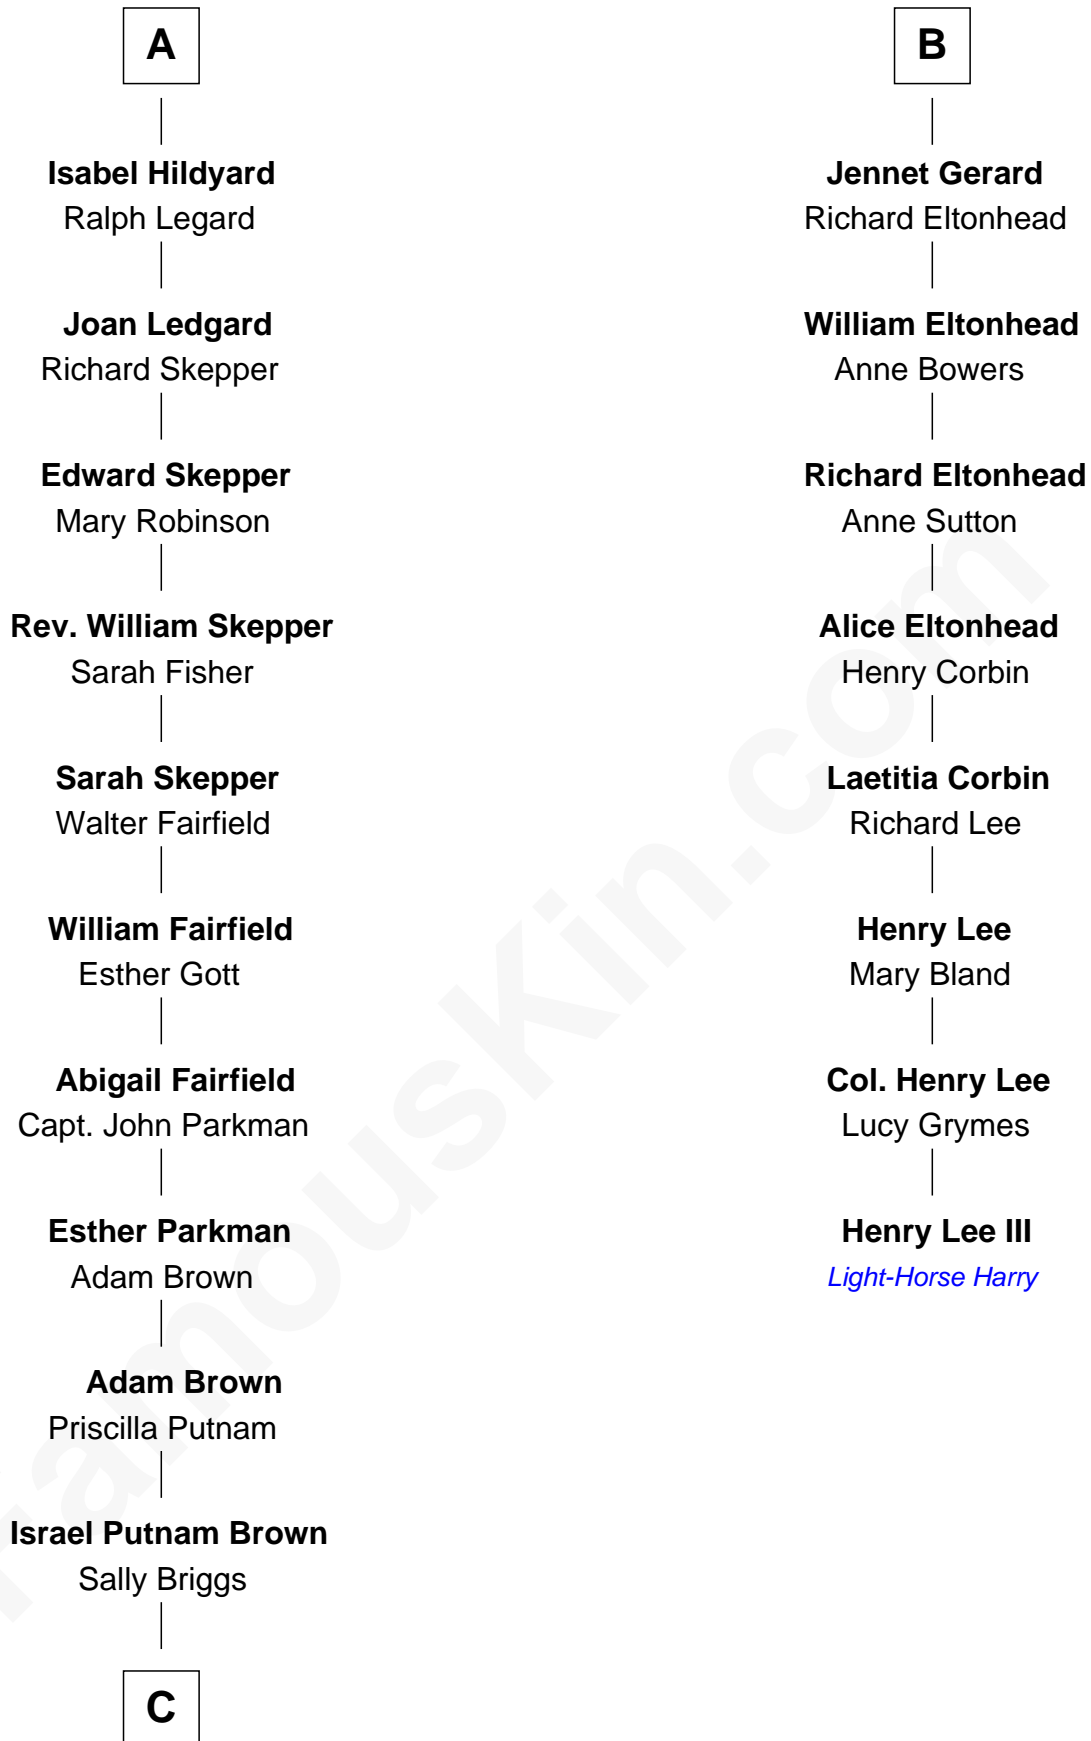 A
Isabel Hildyard
Ralph Legard
Joan Ledgard
Richard Skepper
Edward Skepper
Mary Robinson
Rev. William Skepper
Sarah Fisher
Sarah Skepper
Walter Fairfield
William Fairfield
Esther Gott
Abigail Fairfield
Capt. John Parkman
Esther Parkman
Adam Brown
Adam Brown
Priscilla Putnam
Israel Putnam Brown
Sally Briggs
C
B
Jennet Gerard
Richard Eltonhead
William Eltonhead
Anne Bowers
Richard Eltonhead
Anne Sutton
Alice Eltonhead
Henry Corbin
Laetitia Corbin
Richard Lee
Henry Lee
Mary Bland
Col. Henry Lee
Lucy Grymes
Henry Lee III
Light-Horse Harry
FamousKin.com